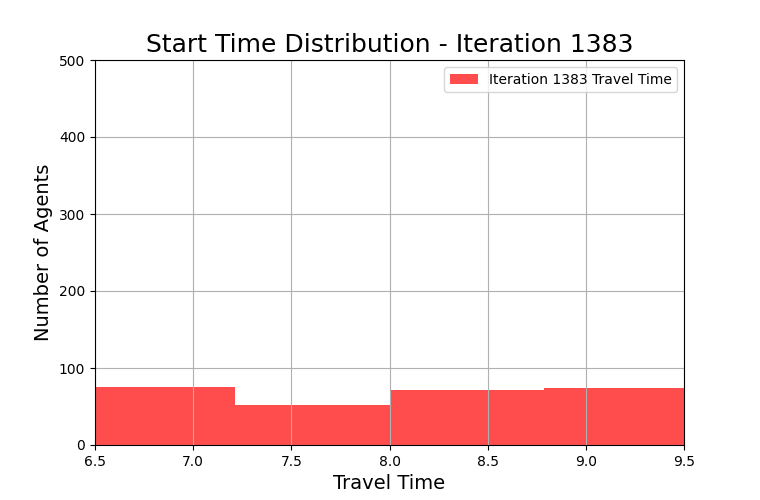 Start Time Distribution - Iteration 1383
Iteration 1383 Travel Time
Number of Agents
500
400
300
200
100
0
6.5 7.0 7.5 8.0 8.5 9.0 9.5
Travel Time